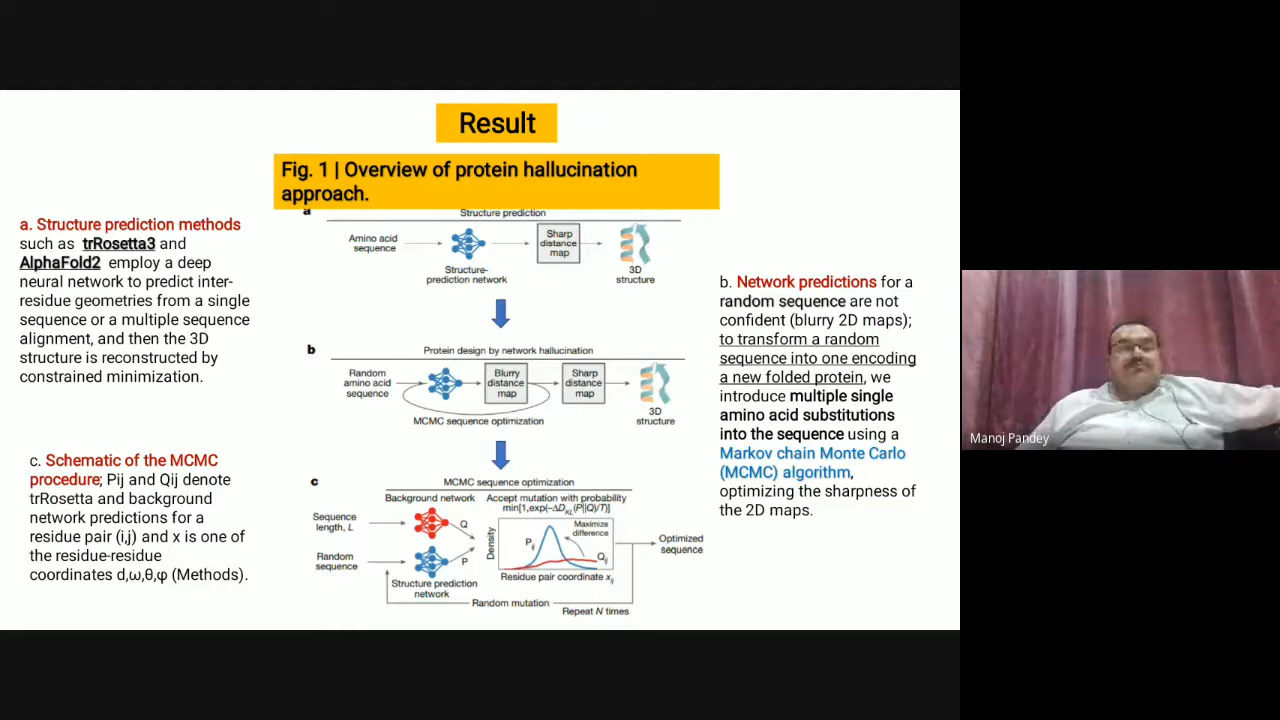 Result
Fig. 1 | Overview of protein hallucination
approach.
a. Structure prediction methods
such as trRosetta3 and
AlphaFold2 employ a deep
neural network to predict inter-
residue geometries from a single
sequence or a multiple sequence
alignment, and then the 3D
structure is reconstructed by
constrained minimization.
c. Schematic of the MCMC
procedure; Pij and Qij denote
trRosetta and background
network predictions for a
residue pair (i,j) and x is one of
the residue-residue
coordinates d,ω,θ,φ (Methods).
a
Structure prediction
Amino acid
sequence
Structure-
prediction network
Sharp
distance
map
3D
structure
b
Protein design by network hallucination
Random
amino acid
sequence
Blurry
distance
map
Sharp
distance
map
3D
structure
MCMC sequence optimization
c
MCMC sequence optimization
Background network
Accept mutation with probability
min[1,exp(−ΔD_KL(P||Q)/T)]
Sequence
length, L
Q
Random
sequence
P
Structure prediction
network
Density
P_ij
Maximize
difference
Q_ij
Residue pair coordinate x_ij
Optimized
sequence
Random mutation
Repeat N times
b. Network predictions for a
random sequence are not
confident (blurry 2D maps);
to transform a random
sequence into one encoding
a new folded protein, we
introduce multiple single
amino acid substitutions
into the sequence using a
Markov chain Monte Carlo
(MCMC) algorithm,
optimizing the sharpness of
the 2D maps.
Manoj Pandey